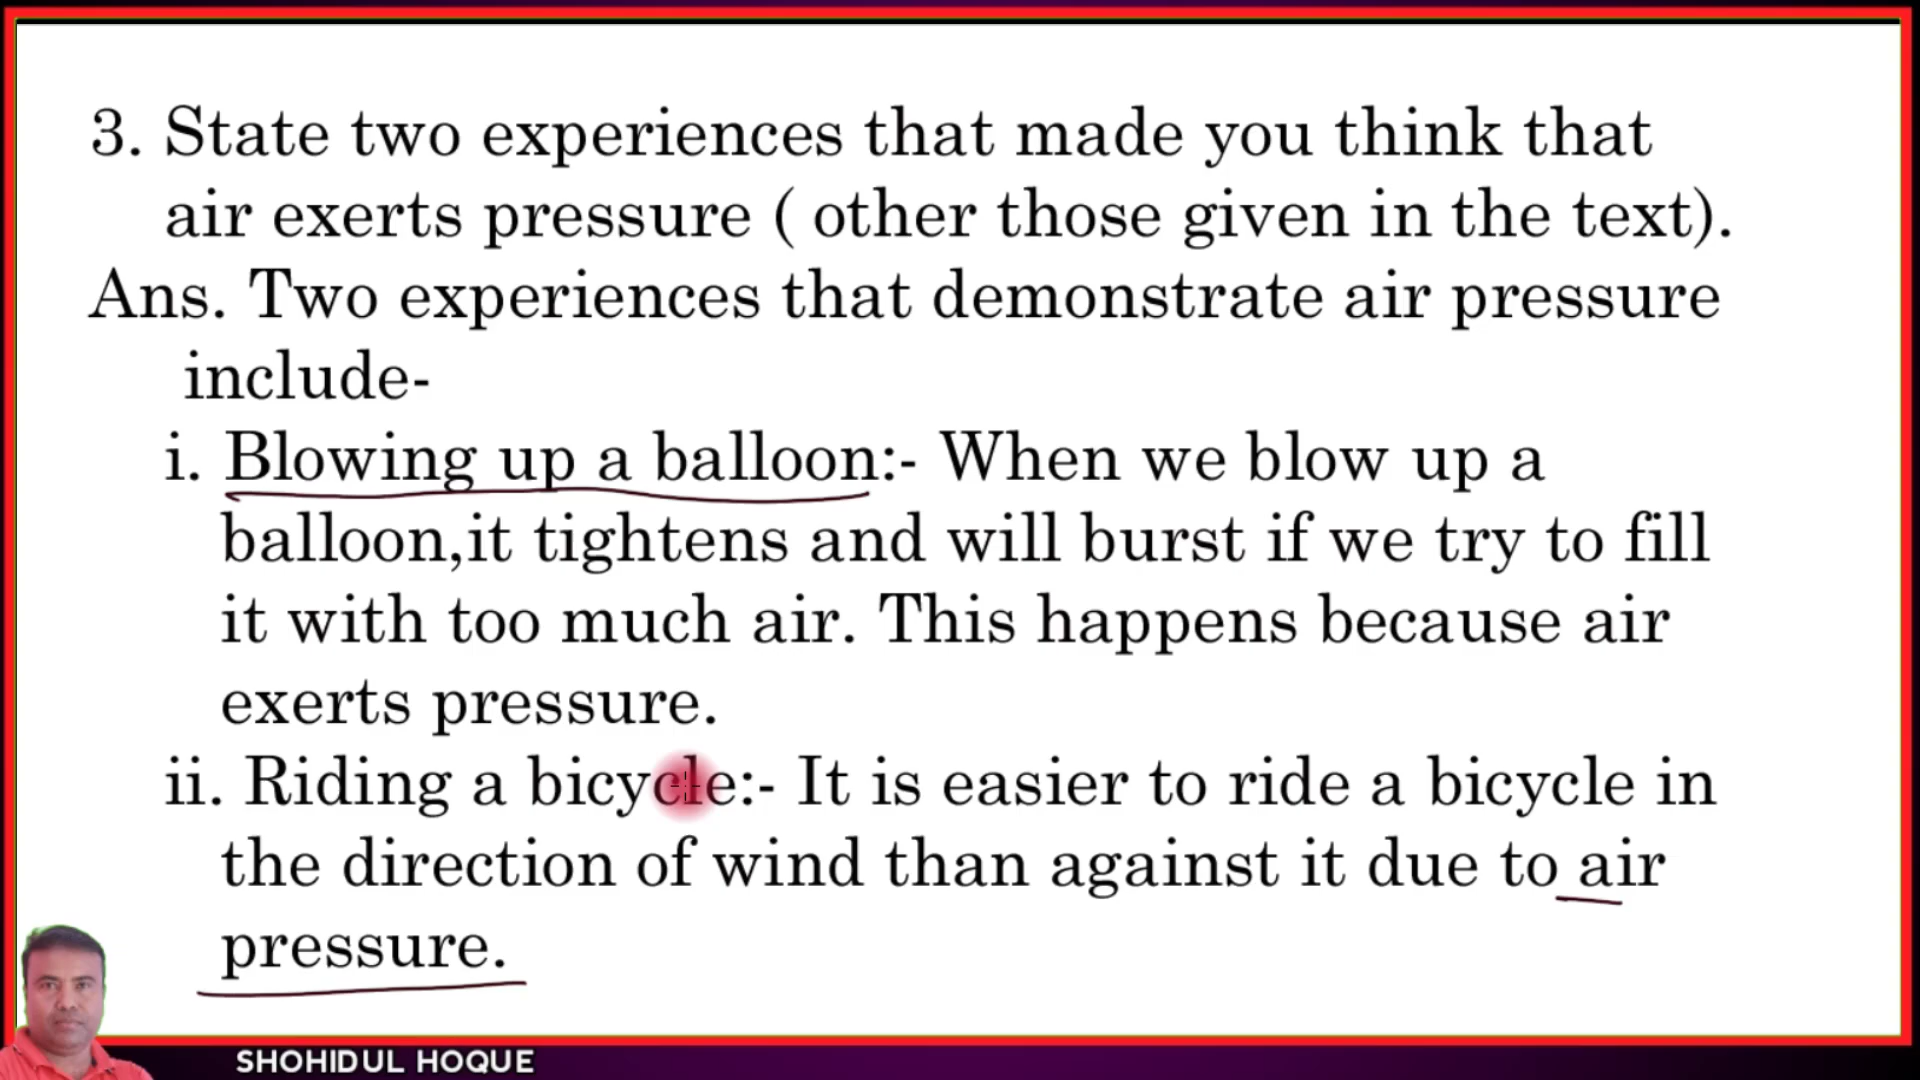 3. State two experiences that made you think that
air exerts pressure ( other those given in the text).
Ans. Two experiences that demonstrate air pressure
include-
i. Blowing up a balloon:- When we blow up a
balloon,it tightens and will burst if we try to fill
it with too much air. This happens because air
exerts pressure.
ii. Riding a bicycle:- It is easier to ride a bicycle in
the direction of wind than against it due to air
pressure.
SHOHIDUL HOQUE